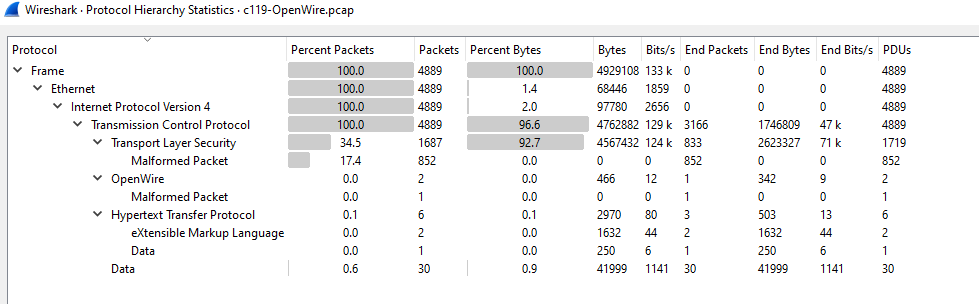 Wireshark · Protocol Hierarchy Statistics · c119-OpenWire.pcap
Protocol Percent Packets Packets Percent Bytes Bytes Bits/s End Packets End Bytes End Bits/s PDUs
Frame 100.0 4889 100.0 4929108 133 k 0 0 0 4889
Ethernet 100.0 4889 1.4 68446 1859 0 0 0 4889
Internet Protocol Version 4 100.0 4889 2.0 97780 2656 0 0 0 4889
Transmission Control Protocol 100.0 4889 96.6 4762882 129 k 3166 1746809 47 k 4889
Transport Layer Security 34.5 1687 92.7 4567432 124 k 833 2623327 71 k 1719
Malformed Packet 17.4 852 0.0 0 0 852 0 0 852
OpenWire 0.0 2 0.0 466 12 1 342 9 2
Malformed Packet 0.0 1 0.0 0 0 1 0 0 1
Hypertext Transfer Protocol 0.1 6 0.1 2970 80 3 503 13 6
eXtensible Markup Language 0.0 2 0.0 1632 44 2 1632 44 2
Data 0.0 1 0.0 250 6 1 250 6 1
Data 0.6 30 0.9 41999 1141 30 41999 1141 30